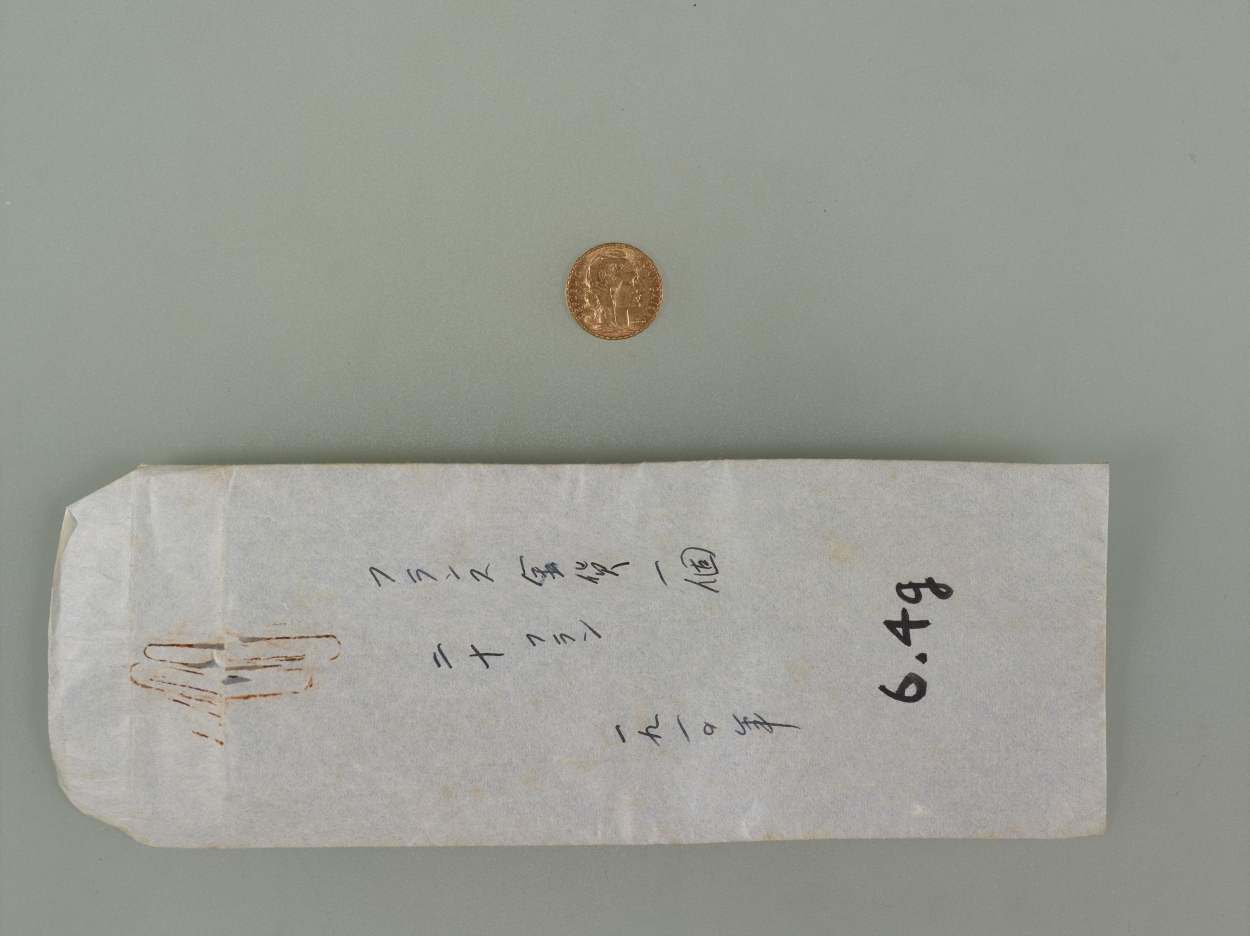 フランス金貨一個
二十フラン
一九一〇年
6.4g